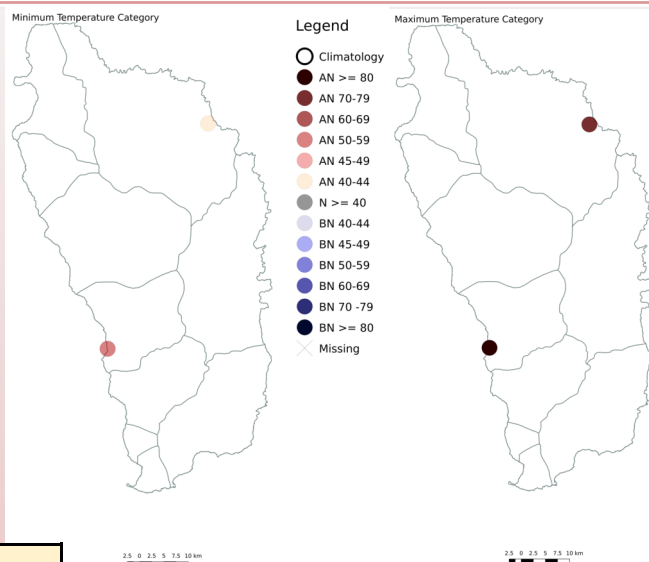 Minimum Temperature Category
Legend
Climatology
AN >= 80
AN 70-79
AN 60-69
AN 50-59
AN 45-49
AN 40-44
N >= 40
BN 40-44
BN 45-49
BN 50-59
BN 60-69
BN 70 -79
BN >= 80
Missing
Maximum Temperature Category
2.5 0 2.5 5 7.5 10 km
2.5 0 2.5 5 7.5 10 km